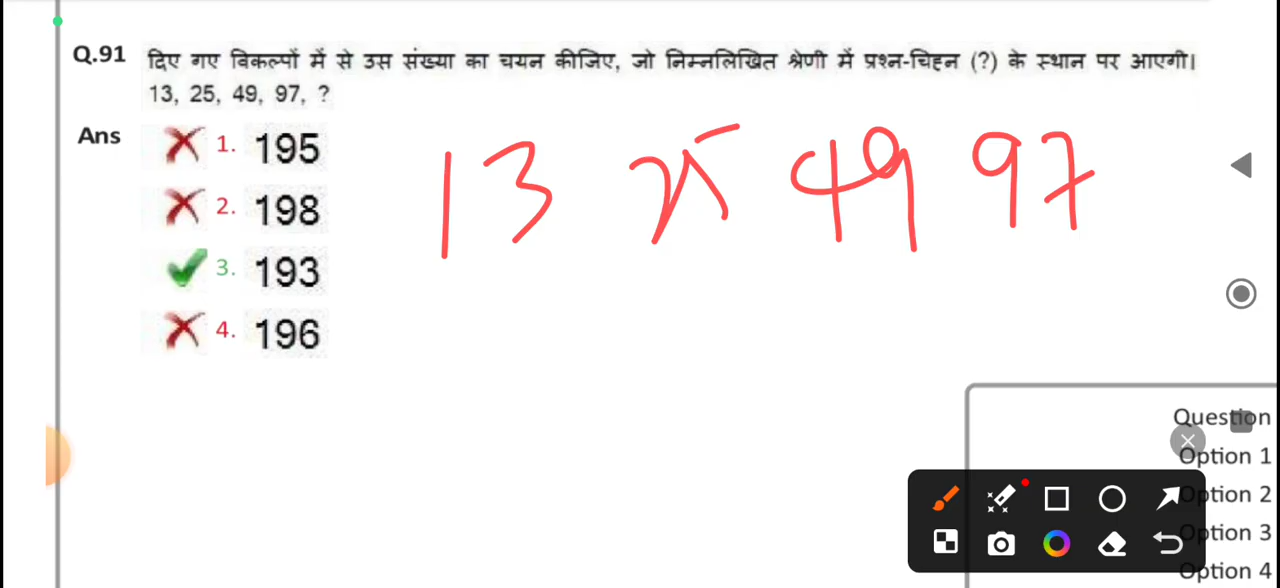 Q.91 दिए गए विकल्पों में से उस संख्या का चयन कीजिए, जो निम्नलिखित श्रेणी में प्रश्न-चिह्न (?) के स्थान पर आएगी।
13, 25, 49, 97, ?
Ans
1. 195
2. 198
3. 193
4. 196
13 25 49 97
Question
Option 1
Option 2
Option 3
Option 4